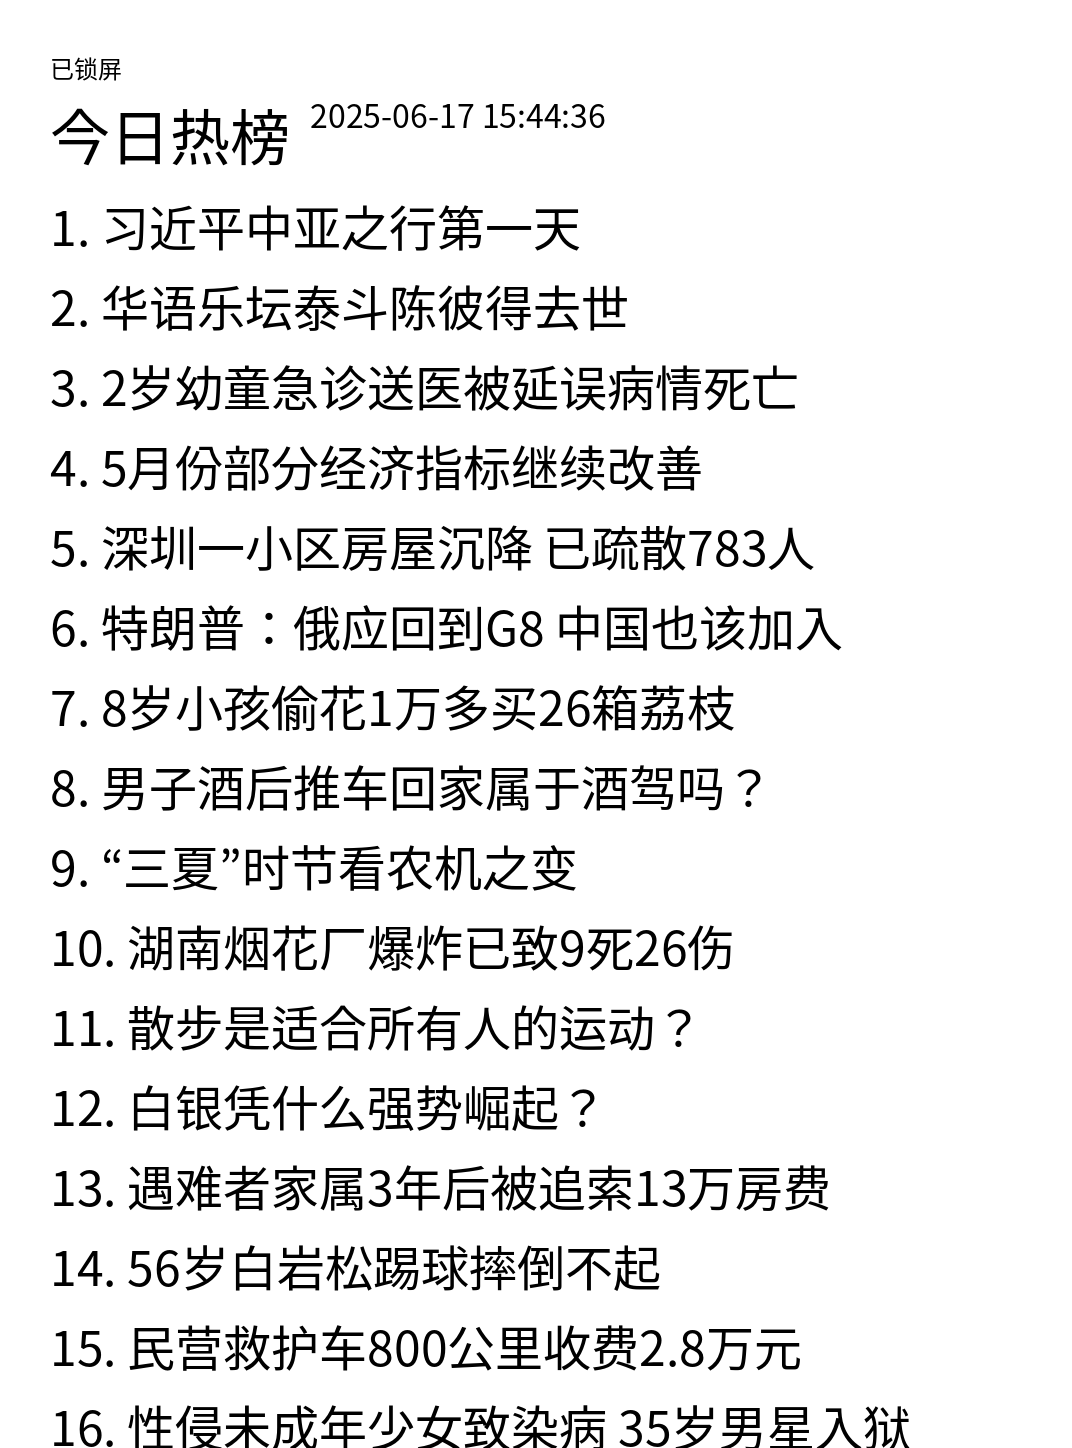 已锁屏
今日热榜 2025-06-17 15:44:36
1. 习近平中亚之行第一天
2. 华语乐坛泰斗陈彼得去世
3. 2岁幼童急诊送医被延误病情死亡
4. 5月份部分经济指标继续改善
5. 深圳一小区房屋沉降 已疏散783人
6. 特朗普：俄应回到G8 中国也该加入
7. 8岁小孩偷花1万多买26箱荔枝
8. 男子酒后推车回家属于酒驾吗？
9. “三夏”时节看农机之变
10. 湖南烟花厂爆炸已致9死26伤
11. 散步是适合所有人的运动？
12. 白银凭什么强势崛起？
13. 遇难者家属3年后被追索13万房费
14. 56岁白岩松踢球摔倒不起
15. 民营救护车800公里收费2.8万元
16. 性侵未成年少女致染病 35岁男星入狱